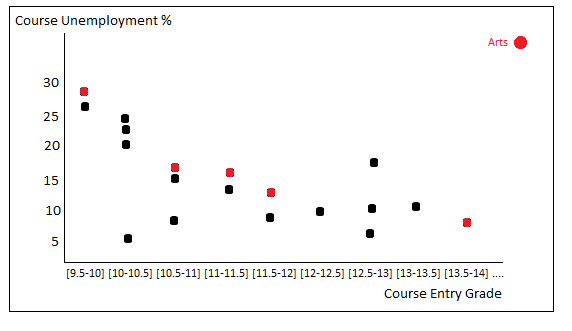 Course Unemployment %
Arts
30
25
20
15
10
5
[9.5-10] [10-10.5] [10.5-11] [11-11.5] [11.5-12] [12-12.5] [12.5-13] [13-13.5] [13.5-14] ....
Course Entry Grade